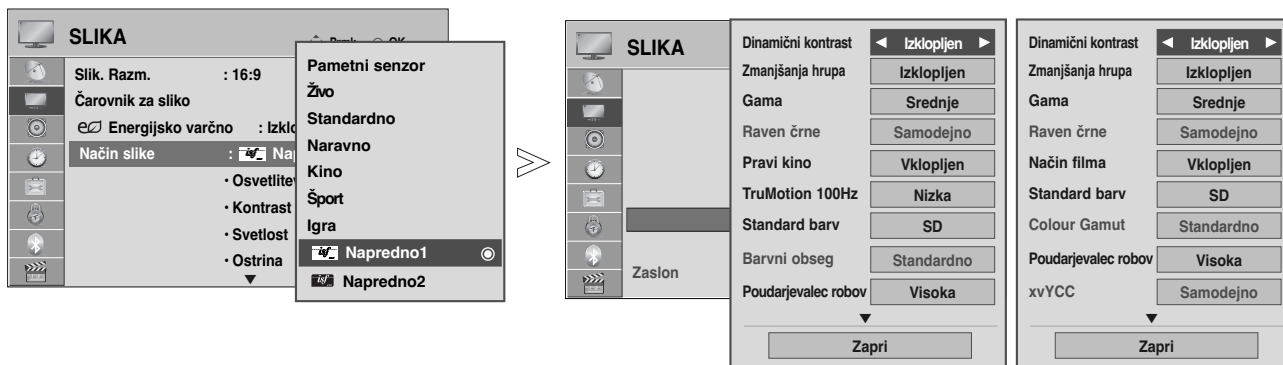 SLIKA
OK
Slik. Razm. : 16:9
Čarovnik za sliko
Energijsko varčno
Način slike
• Osvetlitev
• Kontrast
• Svetlost
• Ostrina
Pametni senzor
Živo
Standardno
Naravno
Kino
Šport
Igra
Napredno1
Napredno2
SLIKA
Zaslon
Dinamični kontrast ◄ Izklopljen ►
Zmanjšanja hrupa Izklopljen
Gama Srednje
Raven črne Samodejno
Pravi kino Vklopljen
TruMotion 100Hz Nizka
Standard barv SD
Barvni obseg Standardno
Poudarjevalec robov Visoka
▼
Zapri
Dinamični kontrast ◄ Izklopljen ►
Zmanjšanja hrupa Izklopljen
Gama Srednje
Raven črne Samodejno
Način filma Vklopljen
Standard barv SD
Colour Gamut Standardno
Poudarjevalec robov Visoka
xvYCC Samodejno
▼
Zapri